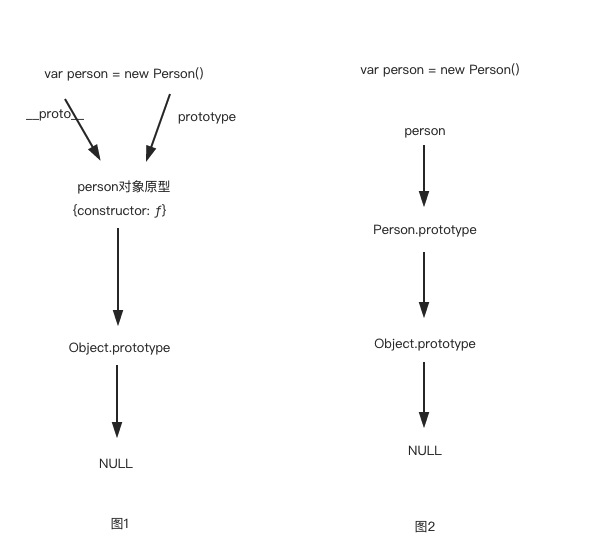 var person = new Person()
__proto__
prototype
person对象原型
{constructor: ƒ}
Object.prototype
NULL
图1
var person = new Person()
person
Person.prototype
Object.prototype
NULL
图2